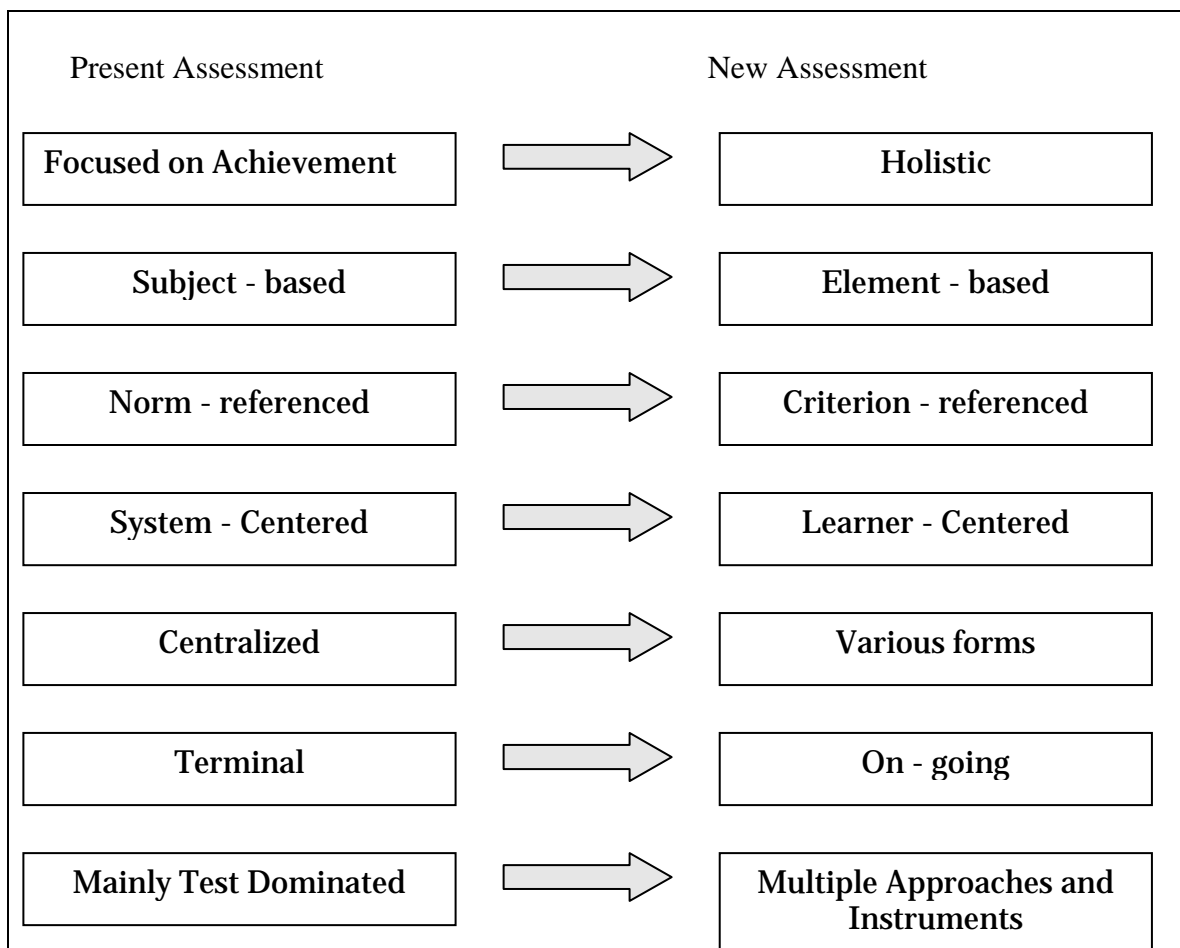 Present Assessment New Assessment
Focused on Achievement Holistic
Subject - based Element - based
Norm - referenced Criterion - referenced
System - Centered Learner - Centered
Centralized Various forms
Terminal On - going
Mainly Test Dominated Multiple Approaches and
Instruments